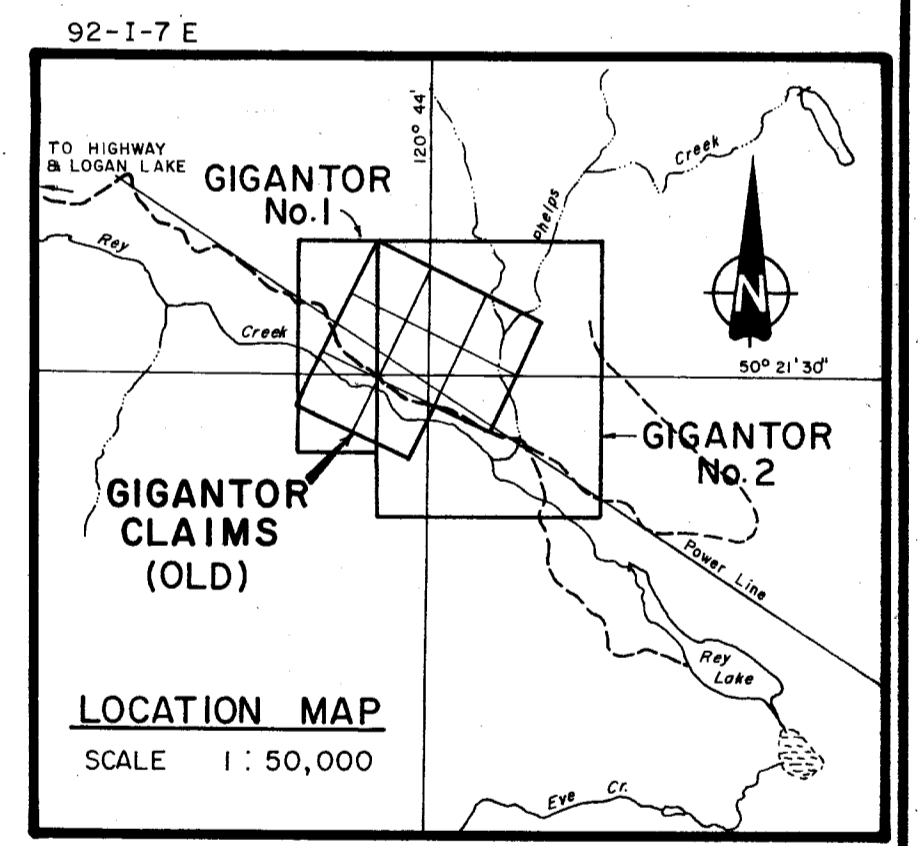 92-I-7 E
120° 44'
TO HIGHWAY
& LOGAN LAKE
GIGANTOR
No. 1
Phelps
Creek
Rey
Creek
N
50° 21' 30"
GIGANTOR
No. 2
GIGANTOR
CLAIMS
(OLD)
Power Line
Rey
Lake
LOCATION MAP
SCALE 1 : 50,000
Eve Cr.